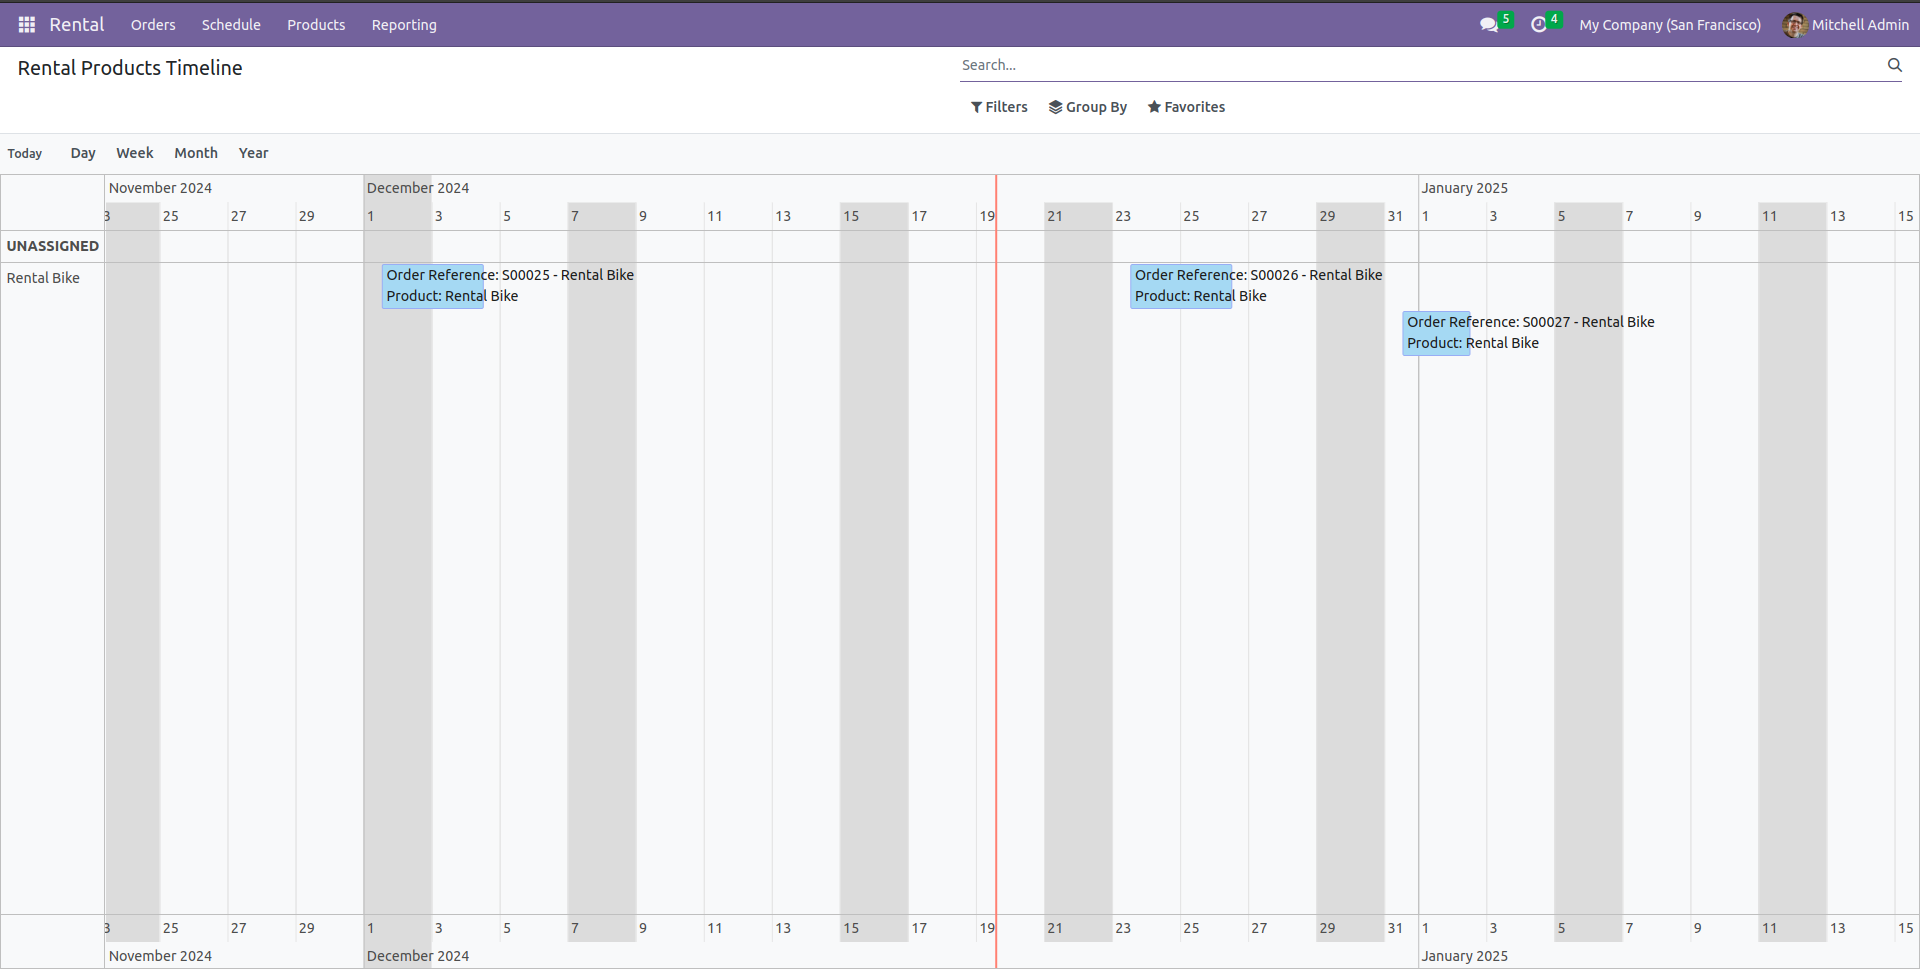 Rental Orders Schedule Products Reporting 5 4 My Company (San Francisco) Mitchell Admin
Rental Products Timeline
Search...
Filters Group By Favorites
Today Day Week Month Year
November 2024 December 2024 January 2025
3 25 27 29 1 3 5 7 9 11 13 15 17 19 21 23 25 27 29 31 1 3 5 7 9 11 13 15
UNASSIGNED
Rental Bike
Order Reference: S00025 - Rental Bike
Product: Rental Bike
Order Reference: S00026 - Rental Bike
Product: Rental Bike
Order Reference: S00027 - Rental Bike
Product: Rental Bike
3 25 27 29 1 3 5 7 9 11 13 15 17 19 21 23 25 27 29 31 1 3 5 7 9 11 13 15
November 2024 December 2024 January 2025